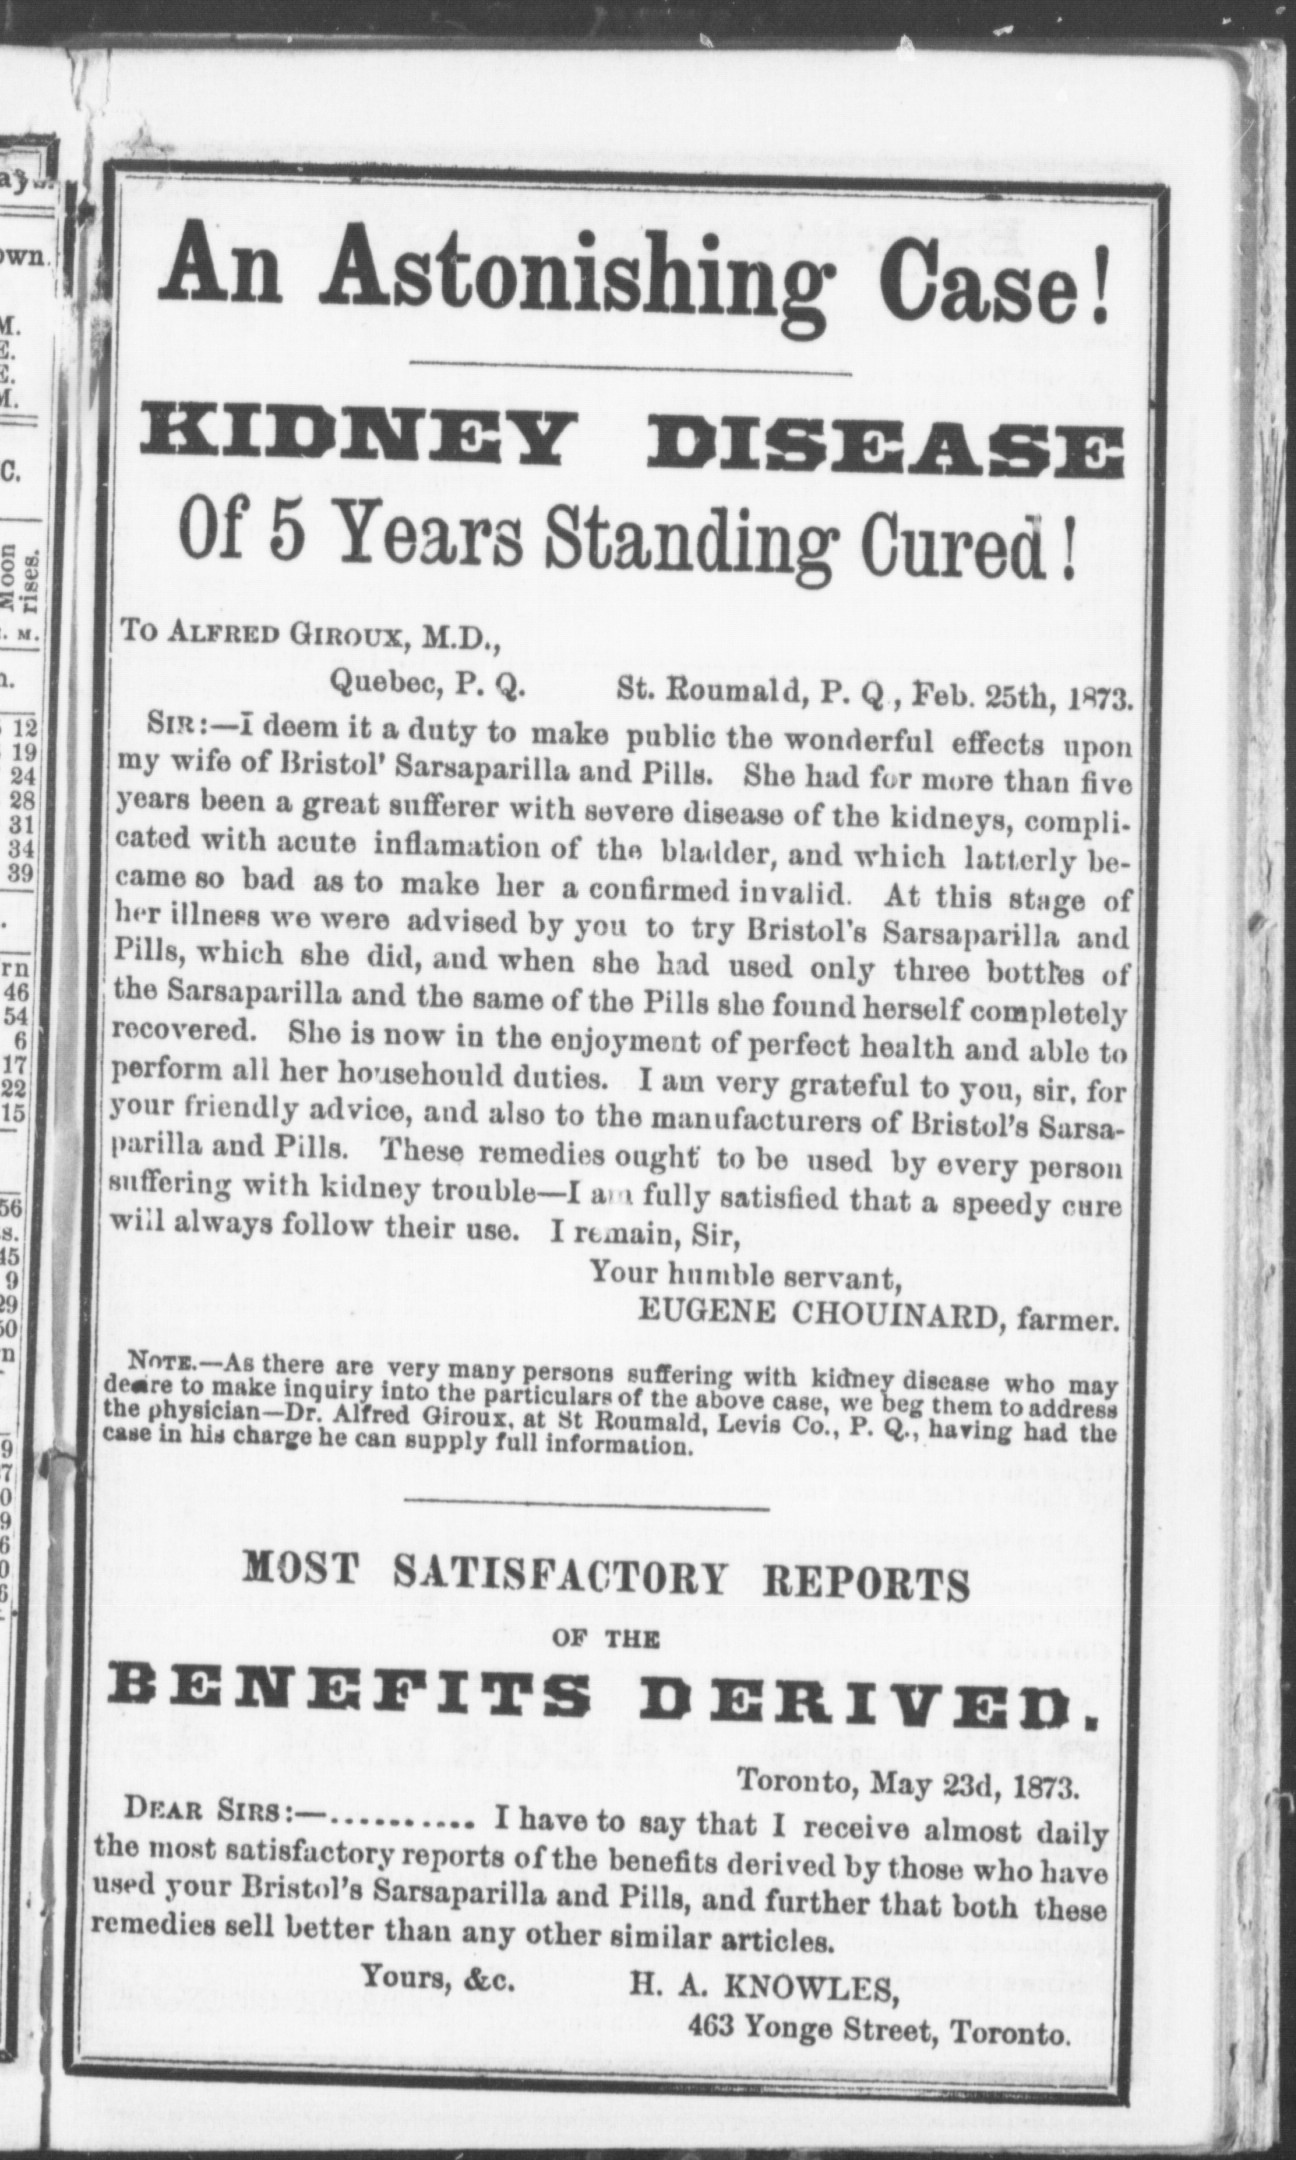 An Astonishing Case!
KIDNEY DISEASE
Of 5 Years Standing Cured!
To Alfred Giroux, M.D.,
Quebec, P. Q. St. Roumald, P. Q., Feb. 25th, 1873.
Sir:—I deem it a duty to make public the wonderful effects upon
my wife of Bristol' Sarsaparilla and Pills. She had for more than five
years been a great sufferer with severe disease of the kidneys, compli-
cated with acute inflamation of the bladder, and which latterly be-
came so bad as to make her a confirmed invalid. At this stage of
her illness we were advised by you to try Bristol's Sarsaparilla and
Pills, which she did, and when she had used only three bottles of
the Sarsaparilla and the same of the Pills she found herself completely
recovered. She is now in the enjoyment of perfect health and able to
perform all her househould duties. I am very grateful to you, sir, for
your friendly advice, and also to the manufacturers of Bristol's Sarsa-
parilla and Pills. These remedies ought to be used by every person
suffering with kidney trouble—I am fully satisfied that a speedy cure
will always follow their use. I remain, Sir,
Your humble servant,
EUGENE CHOUINARD, farmer.
Note.—As there are very many persons suffering with kidney disease who may
desire to make inquiry into the particulars of the above case, we beg them to address
the physician—Dr. Alfred Giroux, at St Roumald, Levis Co., P. Q., having had the
case in his charge he can supply full information.
MOST SATISFACTORY REPORTS
OF THE
BENEFITS DERIVED.
Toronto, May 23d, 1873.
Dear Sirs:—.......... I have to say that I receive almost daily
the most satisfactory reports of the benefits derived by those who have
used your Bristol's Sarsaparilla and Pills, and further that both these
remedies sell better than any other similar articles.
Yours, &c. H. A. KNOWLES,
463 Yonge Street, Toronto.